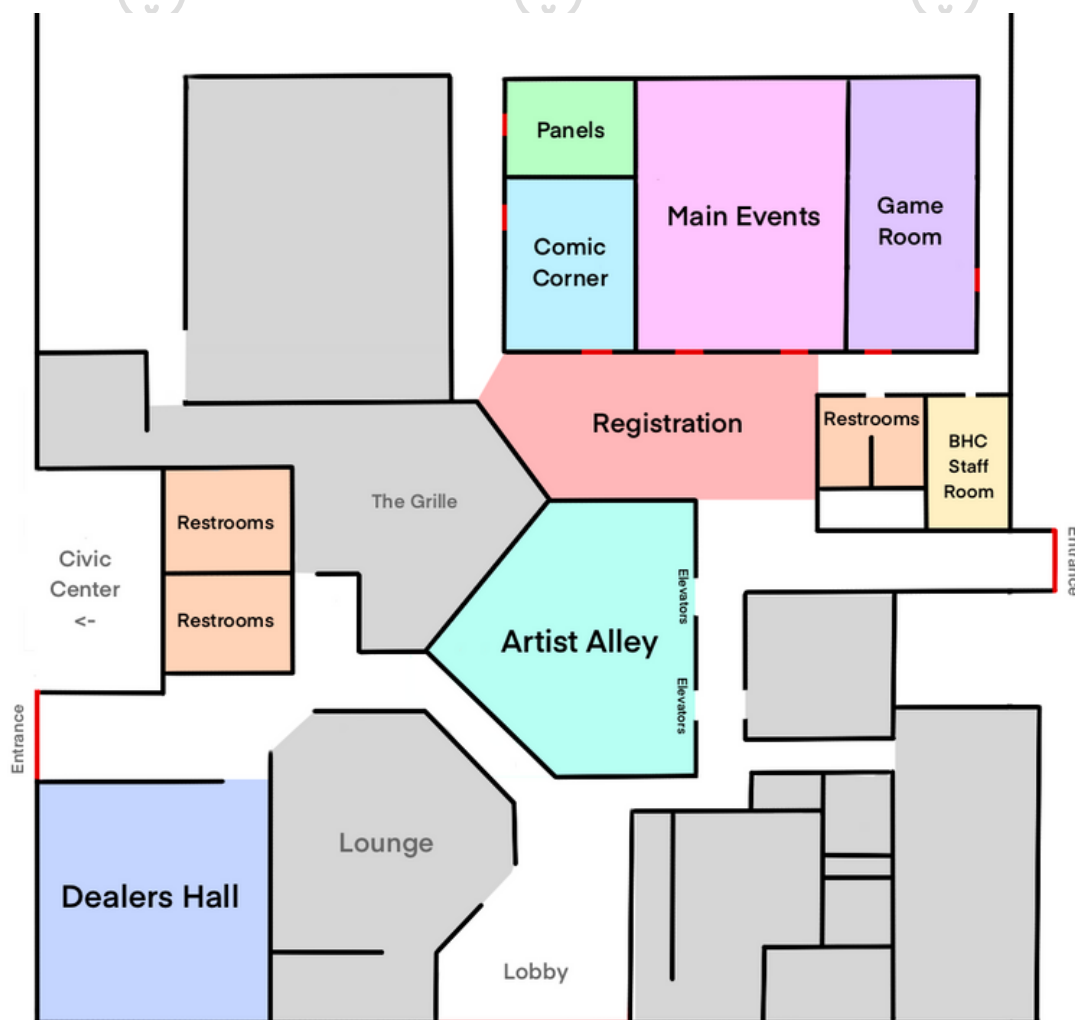 Panels
Main Events
Game
Room
Comic
Corner
Registration
Restrooms
BHC
Staff
Room
The Grille
Restrooms
Civic
Center
<-
Restrooms
Elevators
Artist Alley
Elevators
Entrance
Entrance
Lounge
Dealers Hall
Lobby